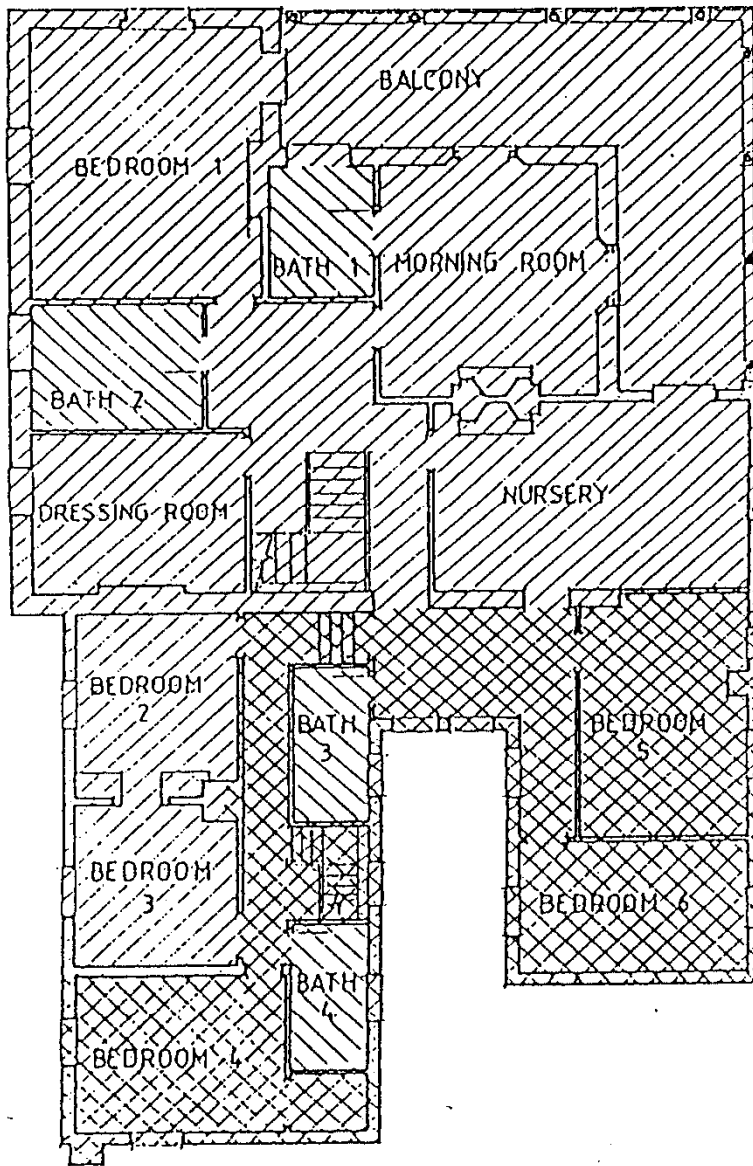 BALCONY
BEDROOM 1
BATH 1
MORNING ROOM
BATH 2
DRESSING ROOM
NURSERY
BEDROOM
2
BATH
3
BEDROOM
5
BEDROOM
3
BEDROOM 6
BATH
4
BEDROOM 4